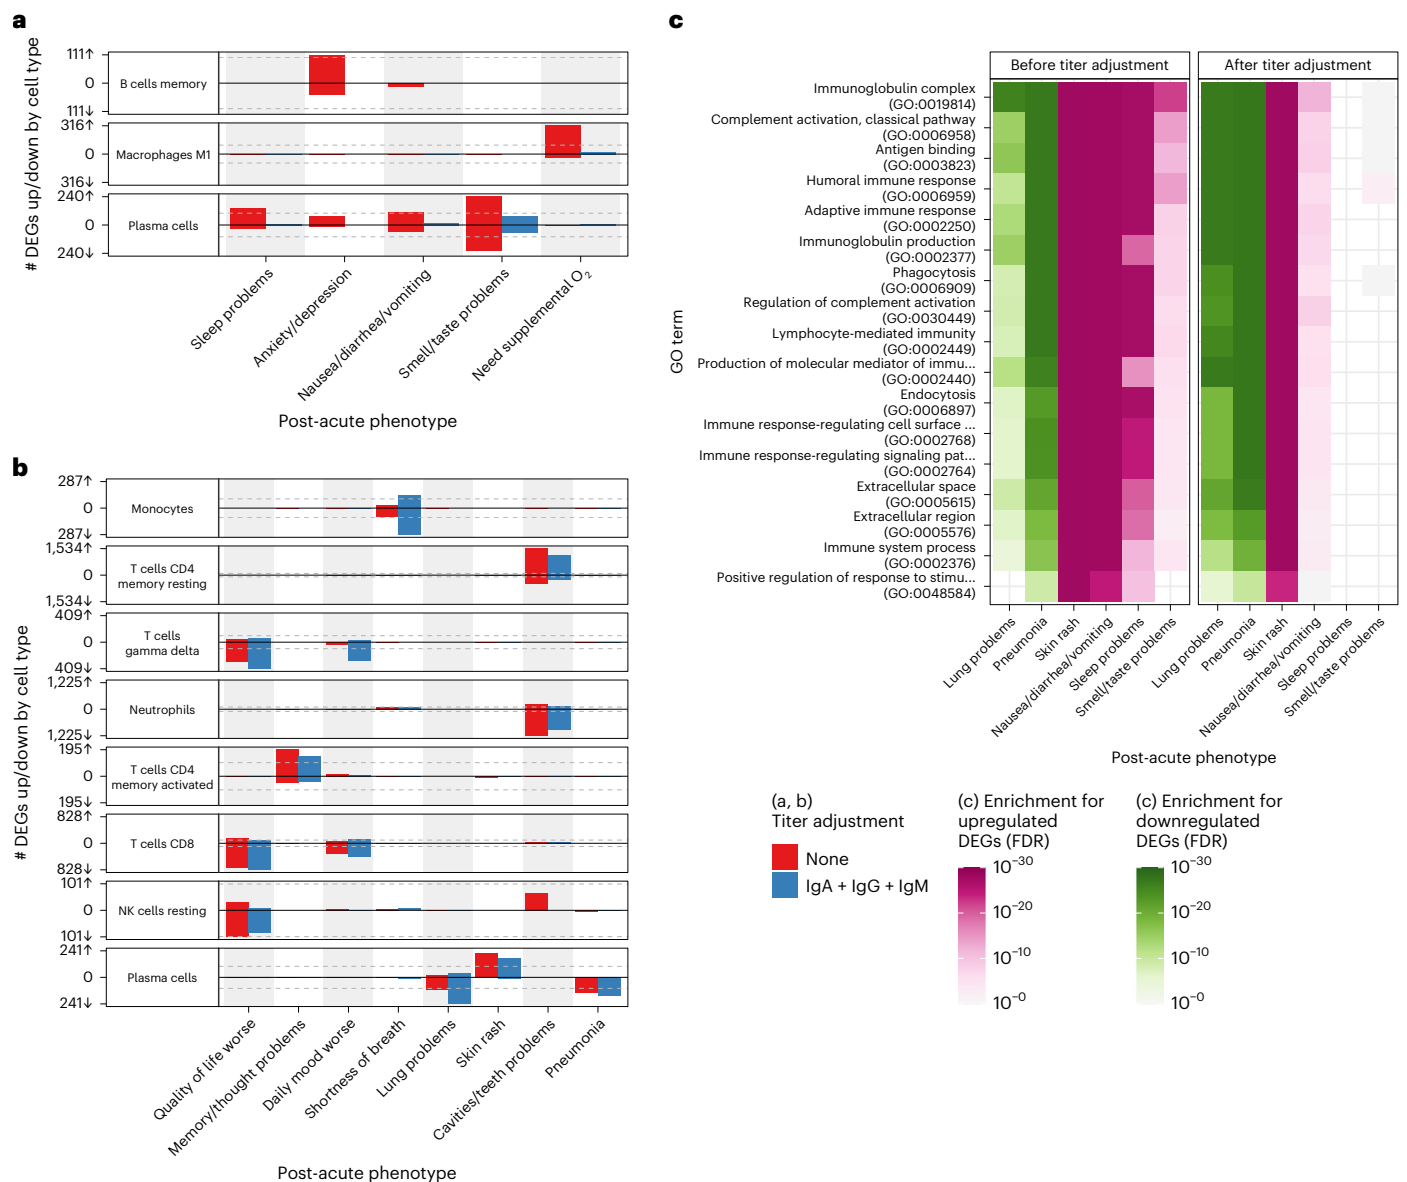 a
# DEGs up/down by cell type
111↑
0
111↓
B cells memory
316↑
0
316↓
Macrophages M1
240↑
0
240↓
Plasma cells
Sleep problems
Anxiety/depression
Nausea/diarrhea/vomiting
Smell/taste problems
Need supplemental O2
Post-acute phenotype
b
# DEGs up/down by cell type
287↑
0
287↓
Monocytes
1,534↑
0
1,534↓
T cells CD4
memory resting
409↑
0
409↓
T cells
gamma delta
1,225↑
0
1,225↓
Neutrophils
195↑
0
195↓
T cells CD4
memory activated
828↑
0
828↓
T cells CD8
101↑
0
101↓
NK cells resting
241↑
0
241↓
Plasma cells
Quality of life worse
Memory/thought problems
Daily mood worse
Shortness of breath
Lung problems
Skin rash
Cavities/teeth problems
Pneumonia
Post-acute phenotype
c
Before titer adjustment
After titer adjustment
GO term
Immunoglobulin complex
(GO:0019814)
Complement activation, classical pathway
(GO:0006958)
Antigen binding
(GO:0003823)
Humoral immune response
(GO:0006959)
Adaptive immune response
(GO:0002250)
Immunoglobulin production
(GO:0002377)
Phagocytosis
(GO:0006909)
Regulation of complement activation
(GO:0030449)
Lymphocyte-mediated immunity
(GO:0002449)
Production of molecular mediator of immu...
(GO:0002440)
Endocytosis
(GO:0006897)
Immune response-regulating cell surface ...
(GO:0002768)
Immune response-regulating signaling pat...
(GO:0002764)
Extracellular space
(GO:0005615)
Extracellular region
(GO:0005576)
Immune system process
(GO:0002376)
Positive regulation of response to stimu...
(GO:0048584)
Lung problems
Pneumonia
Skin rash
Nausea/diarrhea/vomiting
Sleep problems
Smell/taste problems
Lung problems
Pneumonia
Skin rash
Nausea/diarrhea/vomiting
Sleep problems
Smell/taste problems
Post-acute phenotype
(a, b)
Titer adjustment
None
IgA + IgG + IgM
(c) Enrichment for
upregulated
DEGs (FDR)
10⁻³⁰
10⁻²⁰
10⁻¹⁰
10⁻⁰
(c) Enrichment for
downregulated
DEGs (FDR)
10⁻³⁰
10⁻²⁰
10⁻¹⁰
10⁻⁰